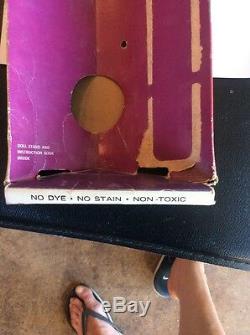 DOLL STAND AND
INSTRUCTION BOOK
INSIDE
NO DYE • NO STAIN • NON-TOXIC